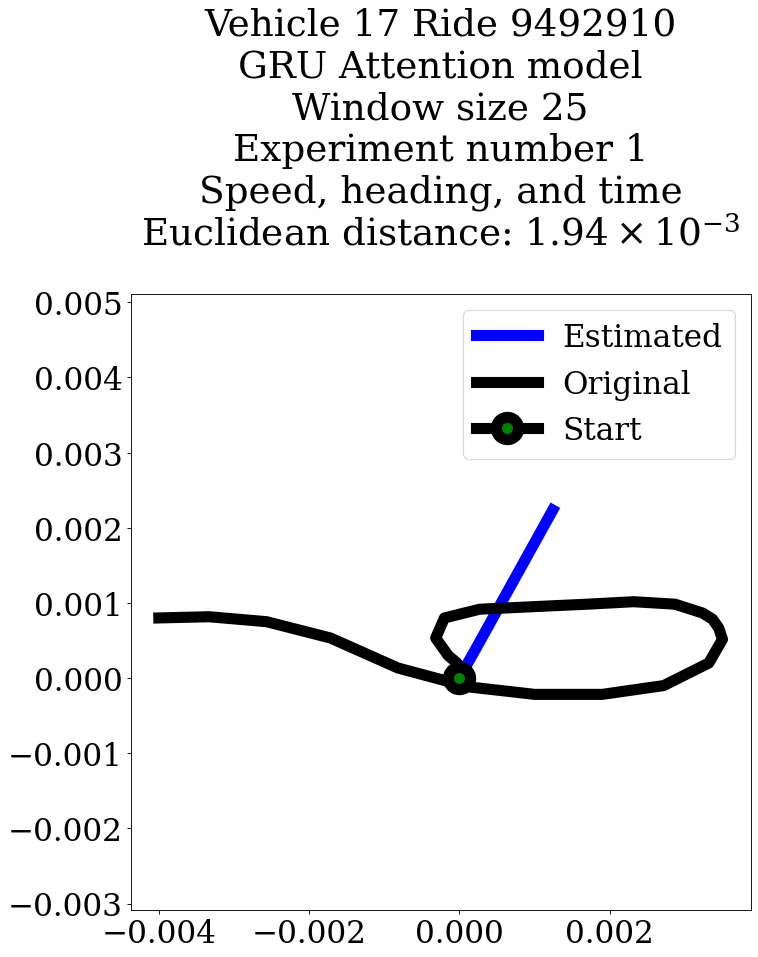 Vehicle 17 Ride 9492910
GRU Attention model
Window size 25
Experiment number 1
Speed, heading, and time
Euclidean distance: 1.94 × 10⁻³
0.005
0.004
0.003
0.002
0.001
0.000
−0.001
−0.002
−0.003
Estimated
Original
Start
−0.004 −0.002 0.000 0.002